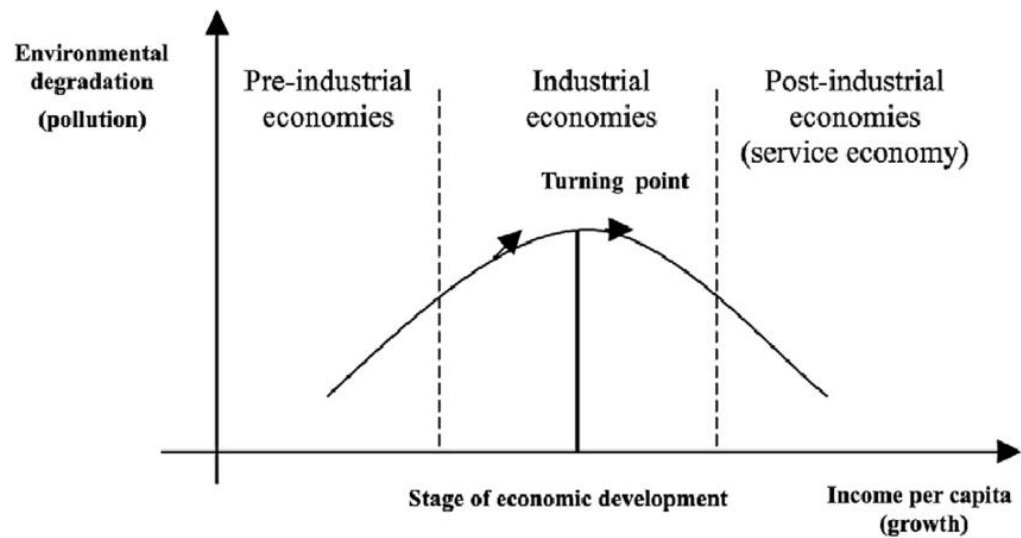 Environmental
degradation
(pollution)
Pre-industrial
economies
Industrial
economies
Post-industrial
economies
(service economy)
Turning point
Stage of economic development
Income per capita
(growth)